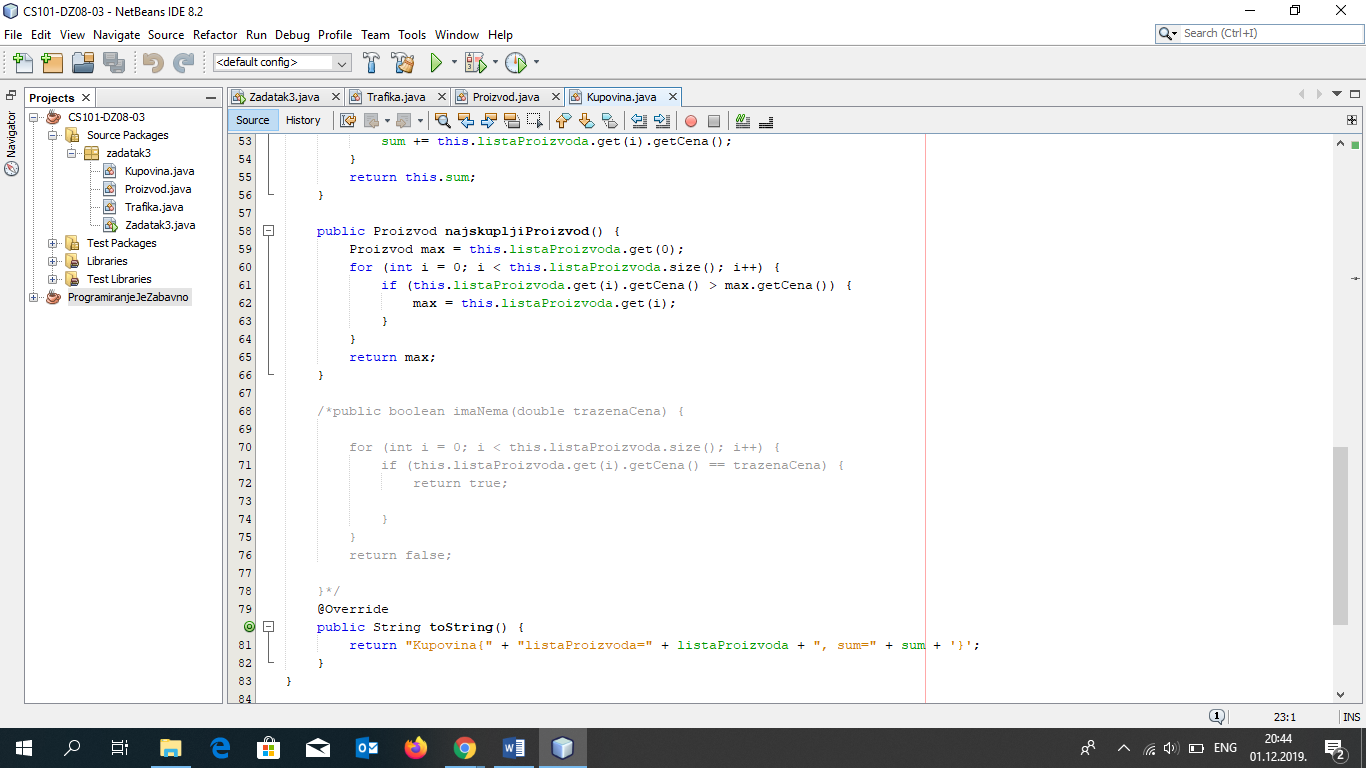 CS101-DZ08-03 - NetBeans IDE 8.2
File Edit View Navigate Source Refactor Run Debug Profile Team Tools Window Help
Search (Ctrl+I)
<default config>
Projects
Navigator
CS101-DZ08-03
Source Packages
zadatak3
Kupovina.java
Proizvod.java
Trafika.java
Zadatak3.java
Test Packages
Libraries
Test Libraries
ProgramiranjeJeZabavno
Zadatak3.java Trafika.java Proizvod.java Kupovina.java
Source History
53 sum += this.listaProizvoda.get(i).getCena();
54 }
55 return this.sum;
56 }
57
58 public Proizvod najskupljiProizvod() {
59 Proizvod max = this.listaProizvoda.get(0);
60 for (int i = 0; i < this.listaProizvoda.size(); i++) {
61 if (this.listaProizvoda.get(i).getCena() > max.getCena()) {
62 max = this.listaProizvoda.get(i);
63 }
64 }
65 return max;
66 }
67
68 /*public boolean imaNema(double trazenaCena) {
69
70 for (int i = 0; i < this.listaProizvoda.size(); i++) {
71 if (this.listaProizvoda.get(i).getCena() == trazenaCena) {
72 return true;
73
74 }
75 }
76 return false;
77
78 }*/
79 @Override
public String toString() {
81 return "Kupovina{" + "listaProizvoda=" + listaProizvoda + ", sum=" + sum + '}';
82 }
83 }
84
1 23:1 INS
ENG
20:44
01.12.2019.
2